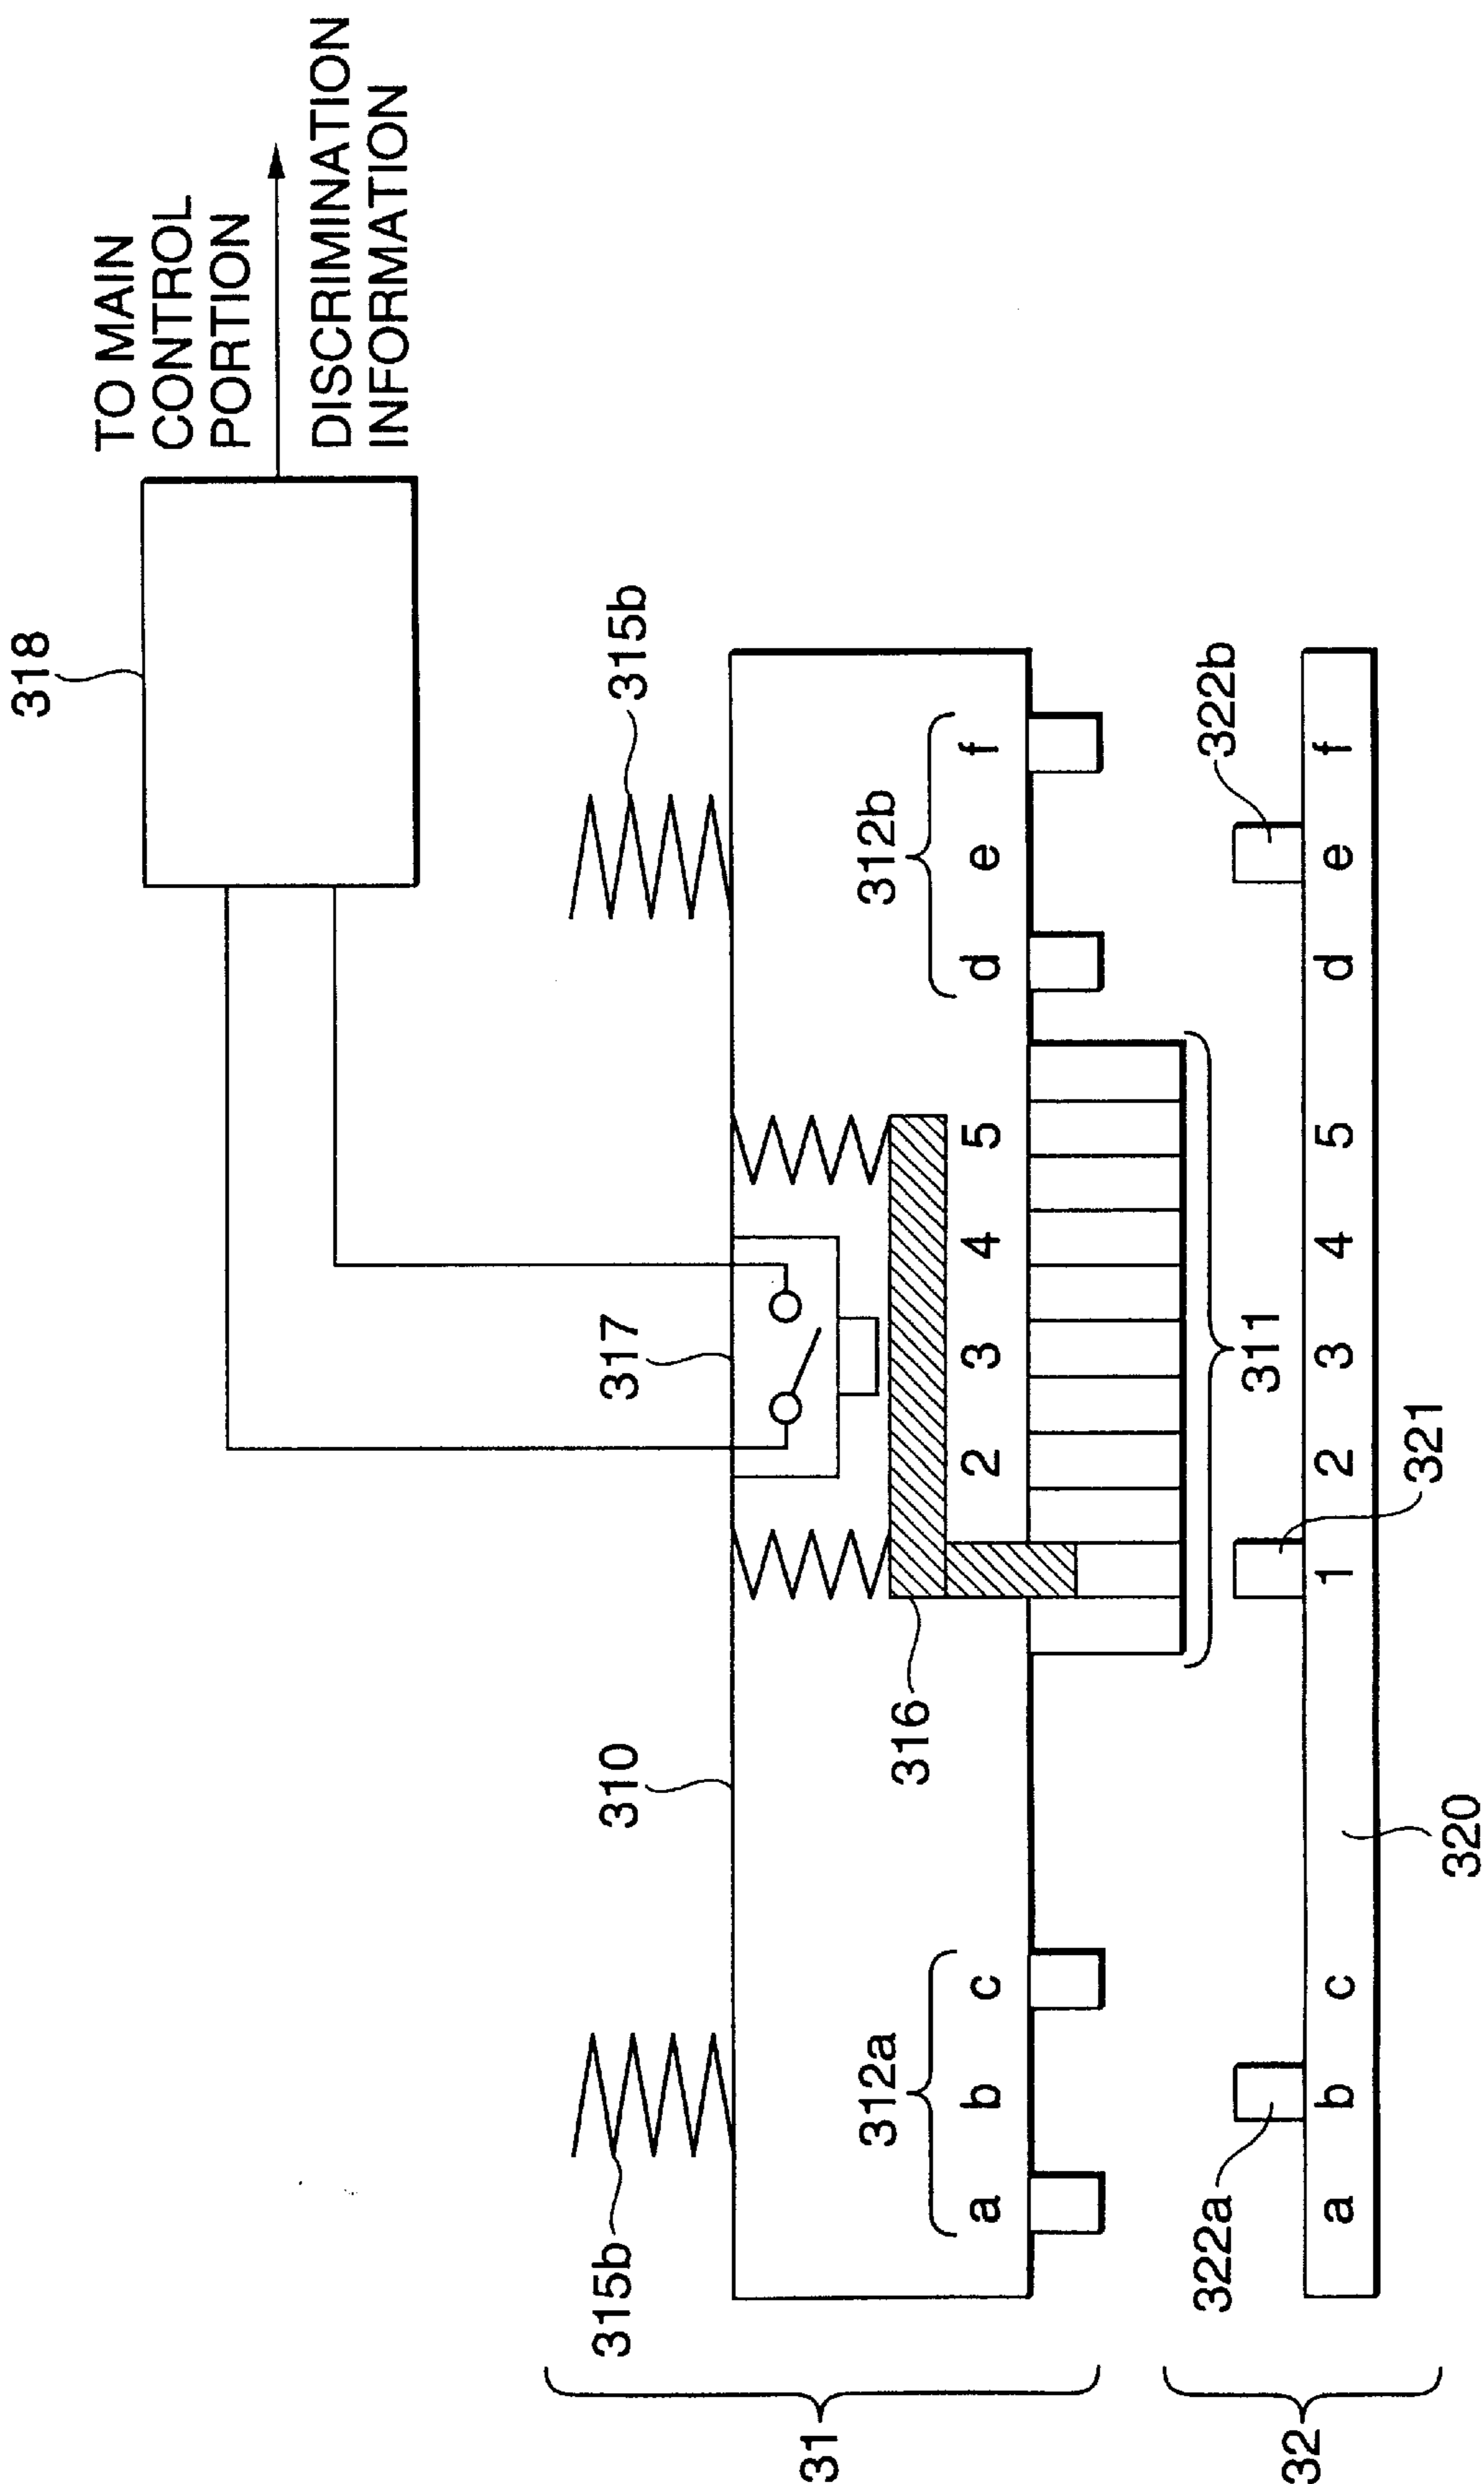 318
TO MAIN
CONTROL
PORTION
DISCRIMINATION
INFORMATION
315b
310
317
315b
31
312a
a b c
316
2 3 4 5
312b
d e f
311
322a
321
322b
32
a b c 1 2 3 4 5 d e f
320